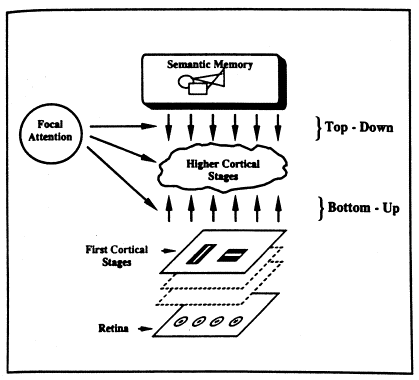 Semantic Memory
Focal
Attention
Top - Down
Higher Cortical
Stages
Bottom - Up
First Cortical
Stages
Retina